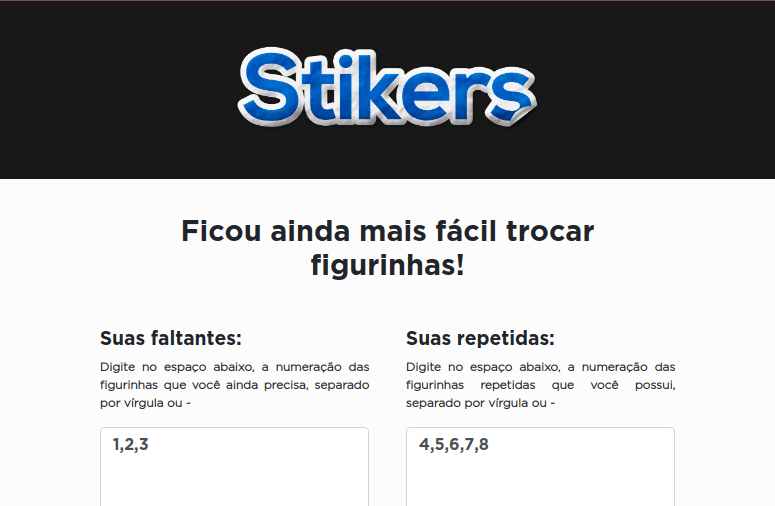 Stikers
Ficou ainda mais fácil trocar
figurinhas!
Suas faltantes:
Digite no espaço abaixo, a numeração das
figurinhas que você ainda precisa, separado
por vírgula ou -
1,2,3
Suas repetidas:
Digite no espaço abaixo, a numeração das
figurinhas repetidas que você possui,
separado por vírgula ou -
4,5,6,7,8